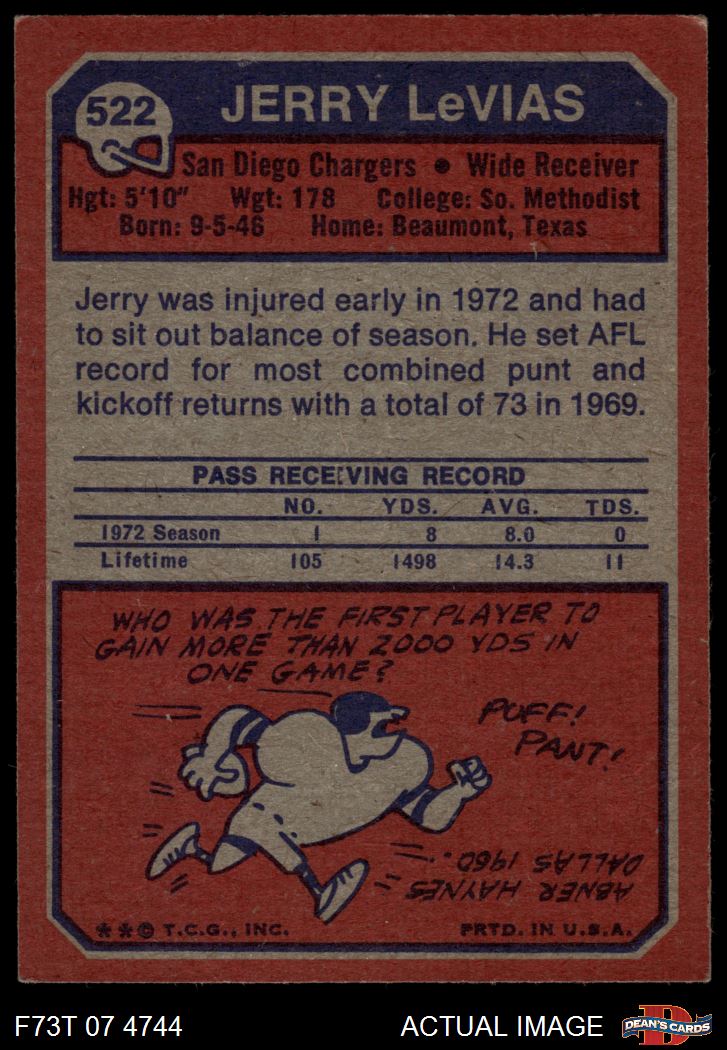 522
JERRY LeVIAS
San Diego Chargers • Wide Receiver
Hgt: 5'10" Wgt: 178 College: So. Methodist
Born: 9-5-46 Home: Beaumont, Texas
Jerry was injured early in 1972 and had
to sit out balance of season. He set AFL
record for most combined punt and
kickoff returns with a total of 73 in 1969.
PASS RECEIVING RECORD
NO. YDS. AVG. TDS.
1972 Season 1 8 8.0 0
Lifetime 105 1498 14.3 11
WHO WAS THE FIRST PLAYER TO
GAIN MORE THAN 2000 YDS IN
ONE GAME?
PUFF!
PANT!
ABNER HAYNES
DALLAS TEXAS 1960.
**© T.C.G., INC. PRTD. IN U.S.A.
F73T 07 4744 ACTUAL IMAGE
D
DEAN'S CARDS